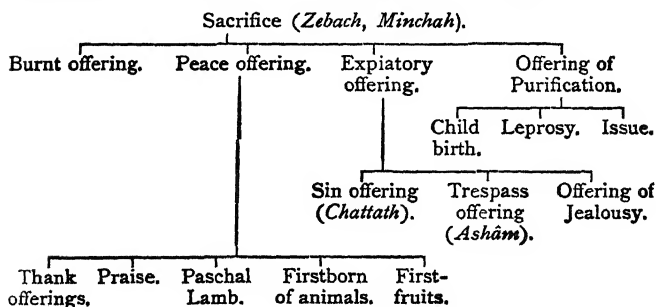 Sacrifice (Zebach, Minchah).
Burnt offering. Peace offering. Expiatory offering. Offering of Purification.
Child birth. Leprosy. Issue.
Sin offering (Chattath). Trespass offering (Ashâm). Offering of Jealousy.
Thank offerings. Praise. Paschal Lamb. Firstborn of animals. First-fruits.